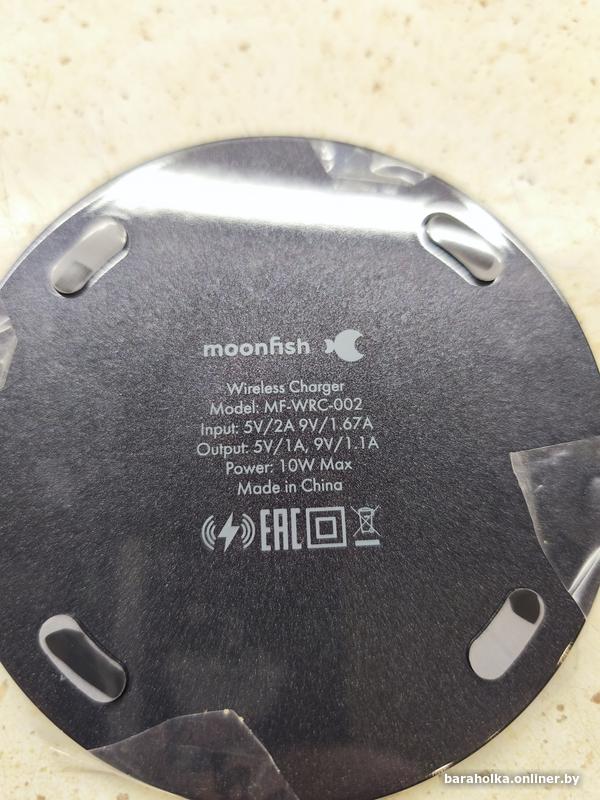 moonfish
Wireless Charger
Model: MF-WRC-002
Input: 5V/2A 9V/1.67A
Output: 5V/1A, 9V/1.1A
Power: 10W Max
Made in China
EAC
baraholka.onliner.by